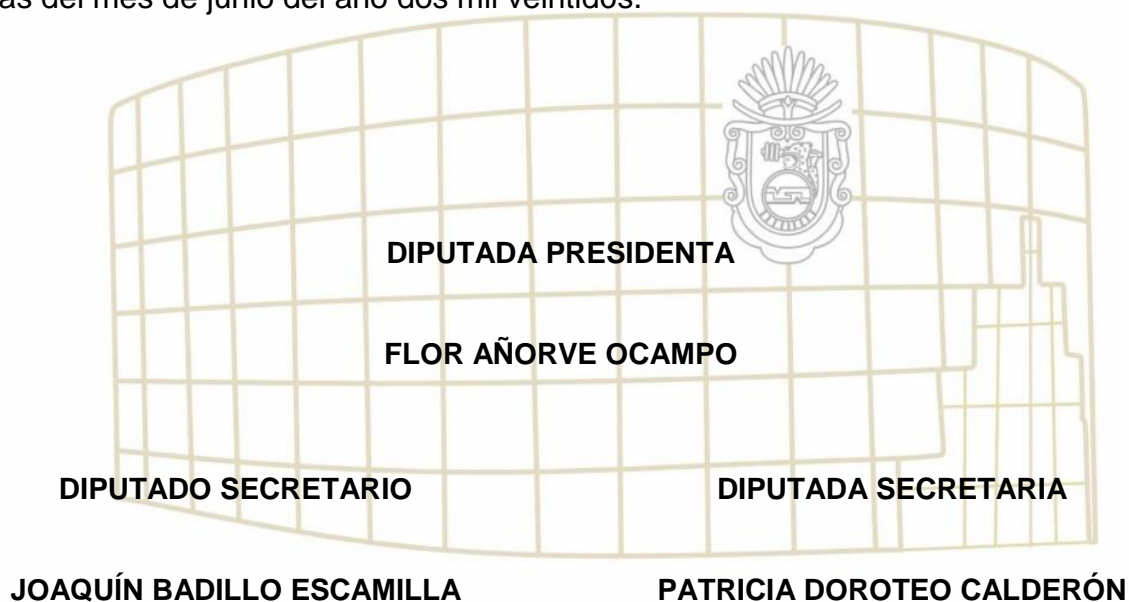 del mes de junio del año dos mil veintidós.
DIPUTADA PRESIDENTA
FLOR AÑORVE OCAMPO
DIPUTADO SECRETARIO DIPUTADA SECRETARIA
JOAQUÍN BADILLO ESCAMILLA PATRICIA DOROTEO CALDERÓN